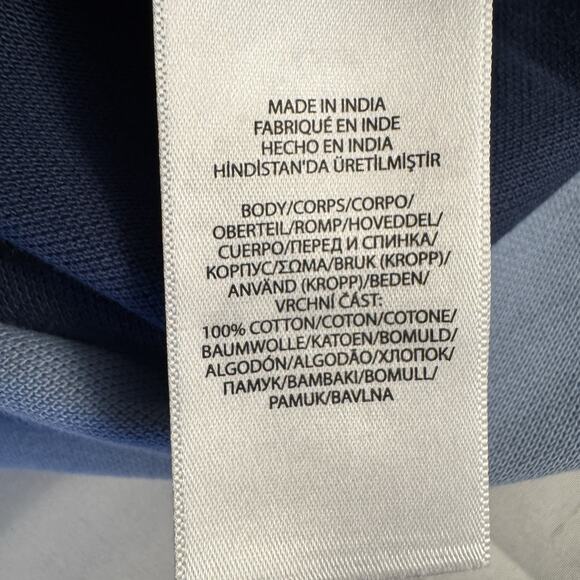 MADE IN INDIA
FABRIQUÉ EN INDE
HECHO EN INDIA
HİNDİSTAN'DA ÜRETİLMİŞTİR
BODY/CORPS/CORPO/
OBERTEIL/ROMP/HOVEDDEL/
CUERPO/ПЕРЕД И СПИНКА/
КОРПУС/ΣΩΜΑ/BRUK (KROPP)/
ANVÄND (KROPP)/BEDEN/
VRCHNÍ ČÁST:
100% COTTON/COTON/COTONE/
BAUMWOLLE/KATOEN/BOMULD/
ALGODÓN/ALGODÃO/ХЛОПОК/
ПАМУК/ΒΑΜΒΑΚΙ/BOMULL/
PAMUK/BAVLNA